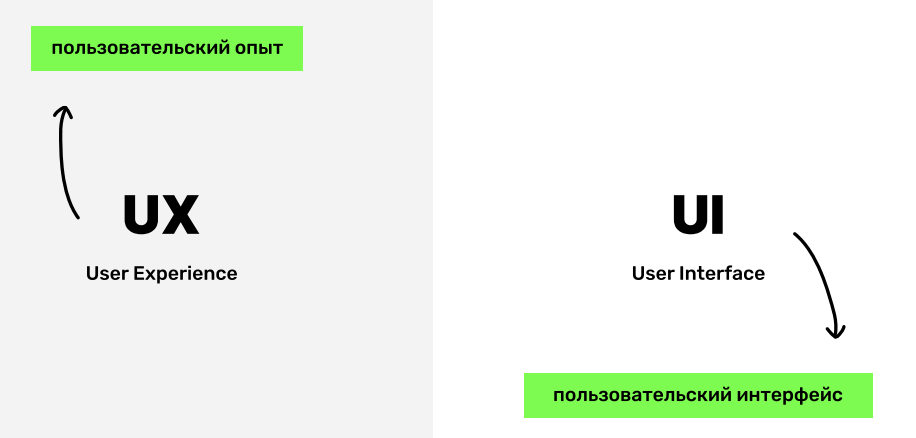 пользовательский опыт
UX
User Experience
UI
User Interface
пользовательский интерфейс